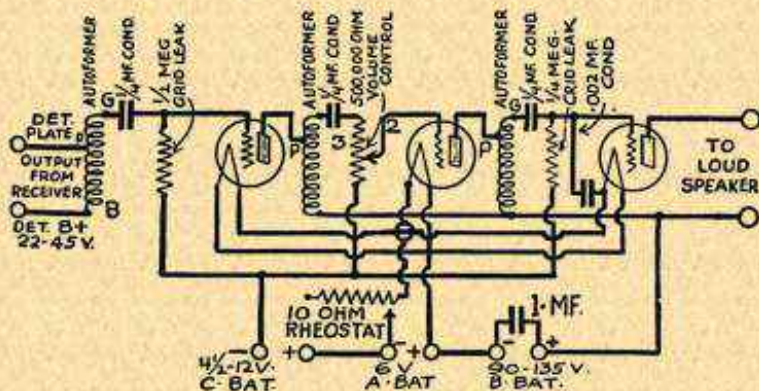 AUTOFORMER
G
1/4 MF. COND.
1/2 MEG.
GRID LEAK
AUTOFORMER
1/4 MF. COND
500,000 OHM
VOLUME
CONTROL
3
2
AUTOFORMER
G
1/4 MF. COND.
1/4 MEG-
GRID LEAK
.002 MF.
COND
DET.
PLATE
P
OUTPUT
FROM
RECEIVER
B
DET. B+
22-45 V.
P
P
TO
LOUD
SPEAKER
10 OHM
RHEOSTAT
1. MF.
-
+
-
+
-
+
4 1/2-12V.
C-BAT.
6 V
A-BAT
90-135 V.
B. BAT.